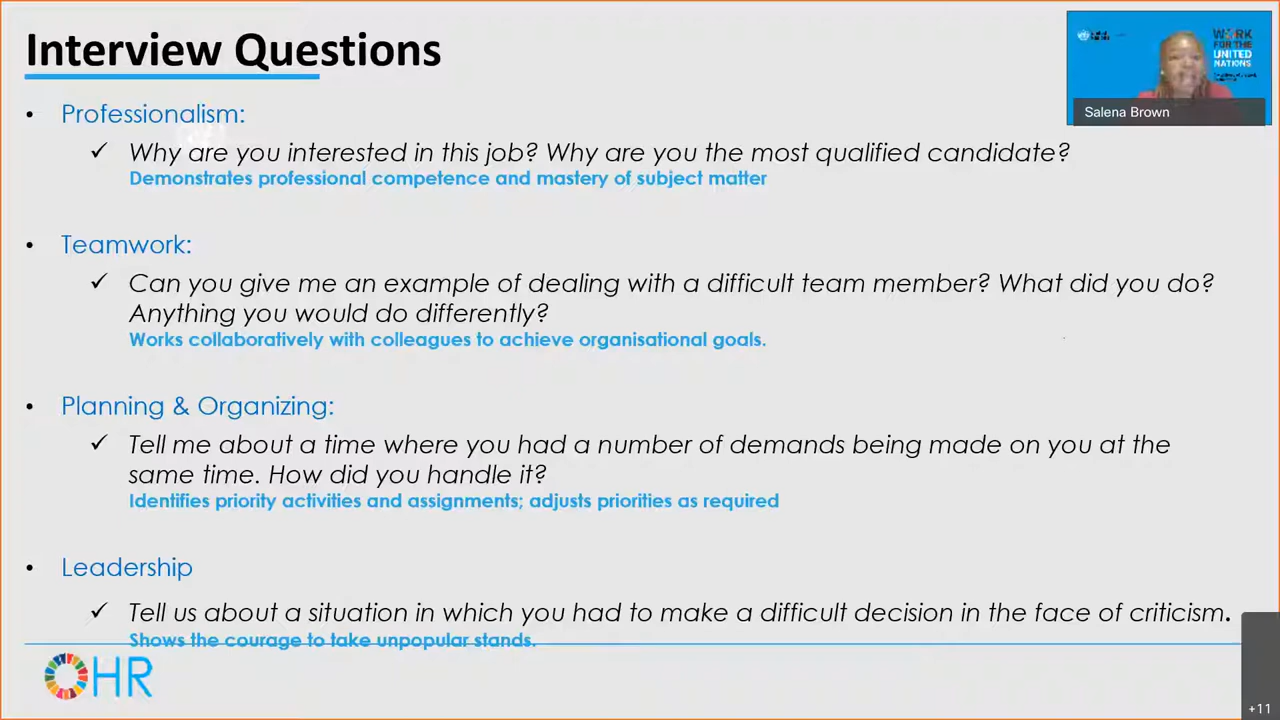 Interview Questions
WORK
FOR THE
UNITED
NATIONS
Salena Brown
• Professionalism:
✓ Why are you interested in this job? Why are you the most qualified candidate?
Demonstrates professional competence and mastery of subject matter
• Teamwork:
✓ Can you give me an example of dealing with a difficult team member? What did you do?
Anything you would do differently?
Works collaboratively with colleagues to achieve organisational goals.
• Planning & Organizing:
✓ Tell me about a time where you had a number of demands being made on you at the
same time. How did you handle it?
Identifies priority activities and assignments; adjusts priorities as required
• Leadership
✓ Tell us about a situation in which you had to make a difficult decision in the face of criticism.
Shows the courage to take unpopular stands.
OHR
+11